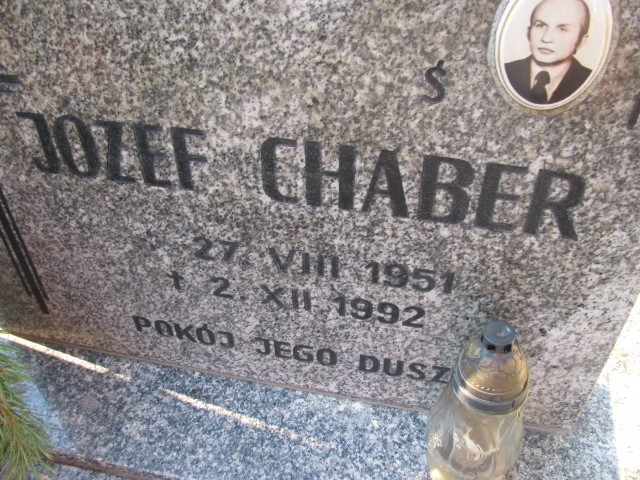 Ś
JÓZEF CHABER
* 27. VIII 1951
† 2. XII 1992
POKÓJ JEGO DUSZ